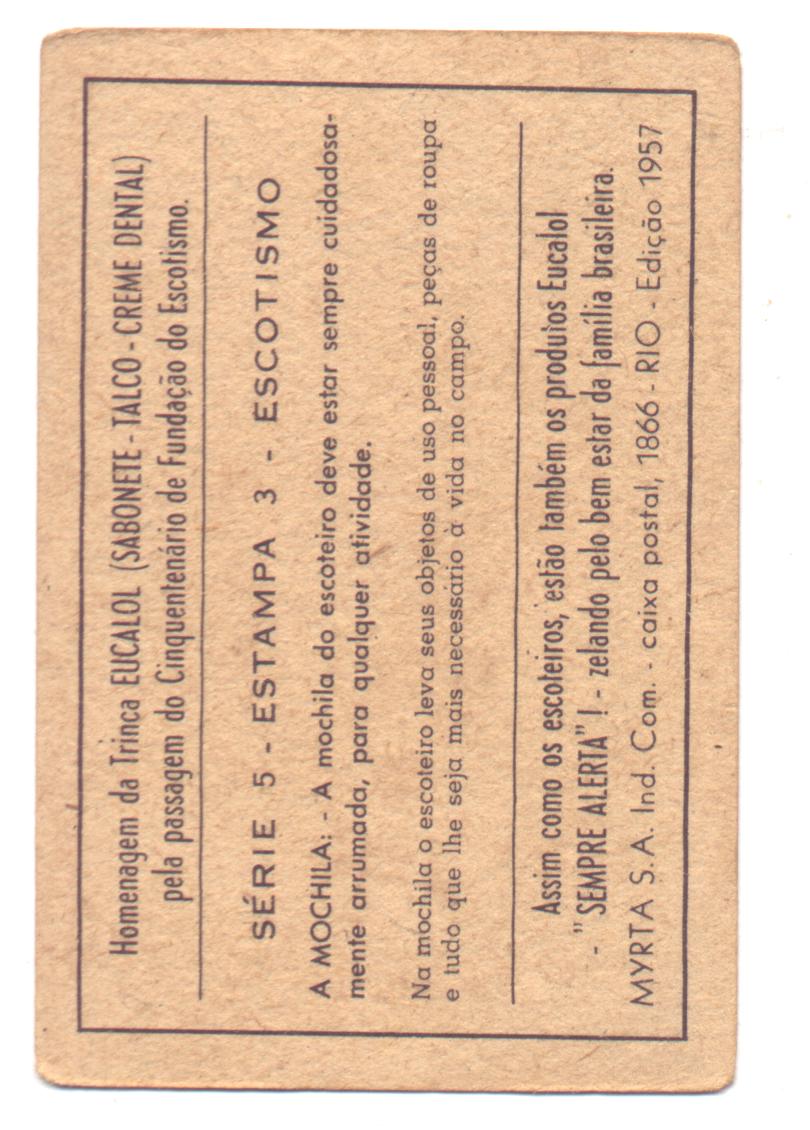 Homenagem da Trinca EUCALOL (SABONETE - TALCO - CREME DENTAL)
pela passagem do Cinquentenário de Fundação do Escotismo.
SÉRIE 5 - ESTAMPA 3 - ESCOTISMO
A MOCHILA: - A mochila do escoteiro deve estar sempre cuidadosa-
mente arrumada, para qualquer atividade.
Na mochila o escoteiro leva seus objetos de uso pessoal, peças de roupa
e tudo que lhe seja mais necessário à vida no campo.
Assim como os escoteiros, estão também os produtos Eucalol
- "SEMPRE ALERTA" ! - zelando pelo bem estar da família brasileira.
MYRTA S. A. Ind. Com. - caixa postal, 1866 - RIO - Edição 1957